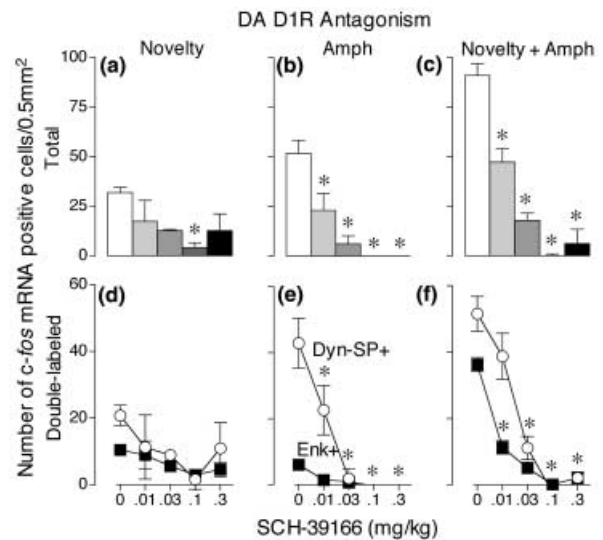 DA D1R Antagonism
Novelty Amph Novelty + Amph
Number of c-fos mRNA positive cells/0.5mm²
Total
Double-labeled
100
75
50
25
0
(a) (b) (c)
* * * * * * * * *
60
40
20
0
(d) (e) (f)
Dyn-SP+
Enk+
* * * * * * * *
0 .01 .03 .1 .3 0 .01 .03 .1 .3 0 .01 .03 .1 .3
SCH-39166 (mg/kg)